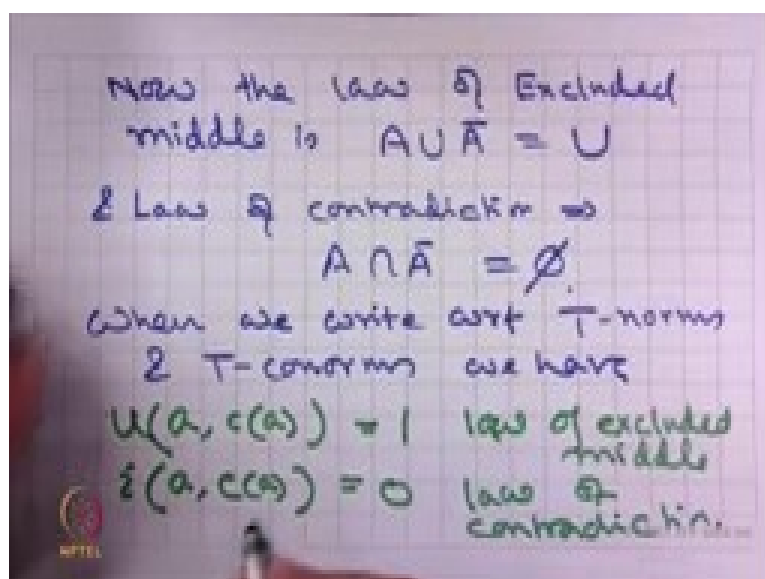 Now the law of Excluded
middle is A ∪ Ā = U
& Law of contradiction is
A ∩ Ā = ∅.
When we write wrt T-norms
& T-conorms we have
u(a, c(a)) = 1 law of excluded middle
i(a, c(a)) = 0 law of contradiction.
NPTEL